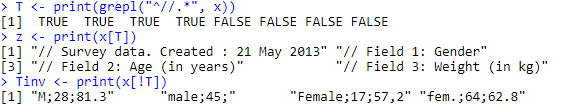 > T <- print(grepl("^//.*", x))
[1]  TRUE  TRUE  TRUE  TRUE FALSE FALSE FALSE FALSE
> z <- print(x[T])
[1] "// Survey data. Created : 21 May 2013" "// Field 1: Gender"
[3] "// Field 2: Age (in years)"            "// Field 3: Weight (in kg)"
> Tinv <- print(x[!T])
[1] "M;28;81.3"      "male;45;"       "Female;17;57,2" "fem.;64;62.8"